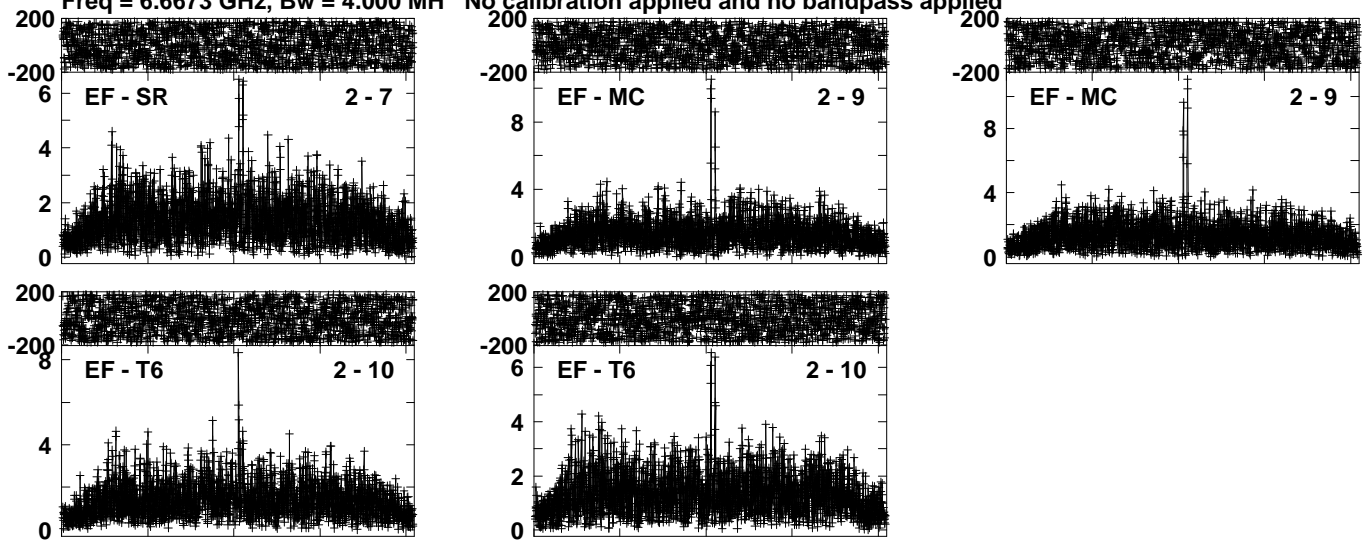 Freq = 6.6673 GHz, Bw = 4.000 MH No calibration applied and no bandpass applied
200 200 200
-200 -200 -200
EF - SR 2 - 7 EF - MC 2 - 9 EF - MC 2 - 9
6
8 8
4
4 4
2
0 0 0
200 200
-200 -200
8
EF - T6 2 - 10 EF - T6 2 - 10
6
4 4
2
0 0